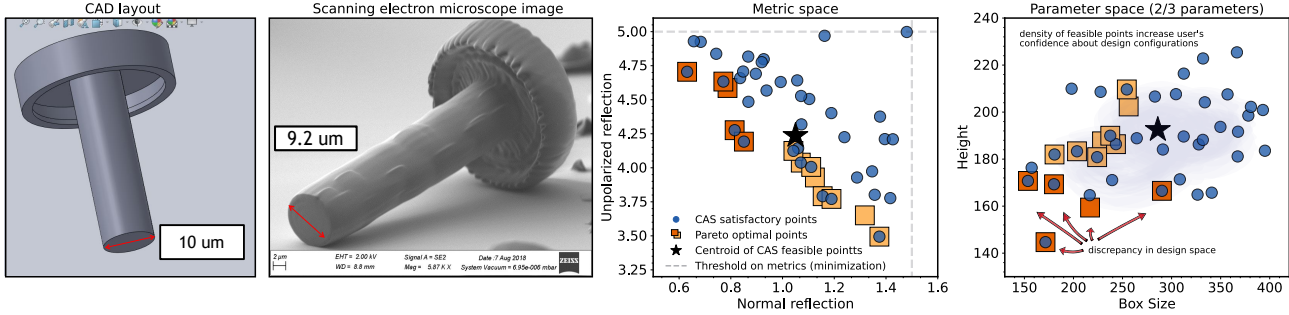 CAD layout
10 um
Scanning electron microscope image
9.2 um
2 µm
EHT = 2.00 kV
WD = 8.8 mm
Signal A = SE2
Mag = 5.87 K X
Date :7 Aug 2018
System Vacuum = 6.95e-006 mbar
ZEISS
Metric space
Unpolarized reflection
5.00
4.75
4.50
4.25
4.00
3.75
3.50
3.25
CAS satisfactory points
Pareto optimal points
Centroid of CAS feasible points
Threshold on metrics (minimization)
0.6
0.8
1.0
1.2
1.4
1.6
Normal reflection
Parameter space (2/3 parameters)
density of feasible points increase user's
confidence about design configurations
Height
240
220
200
180
160
140
discrepancy in design space
150
200
250
300
350
400
Box Size